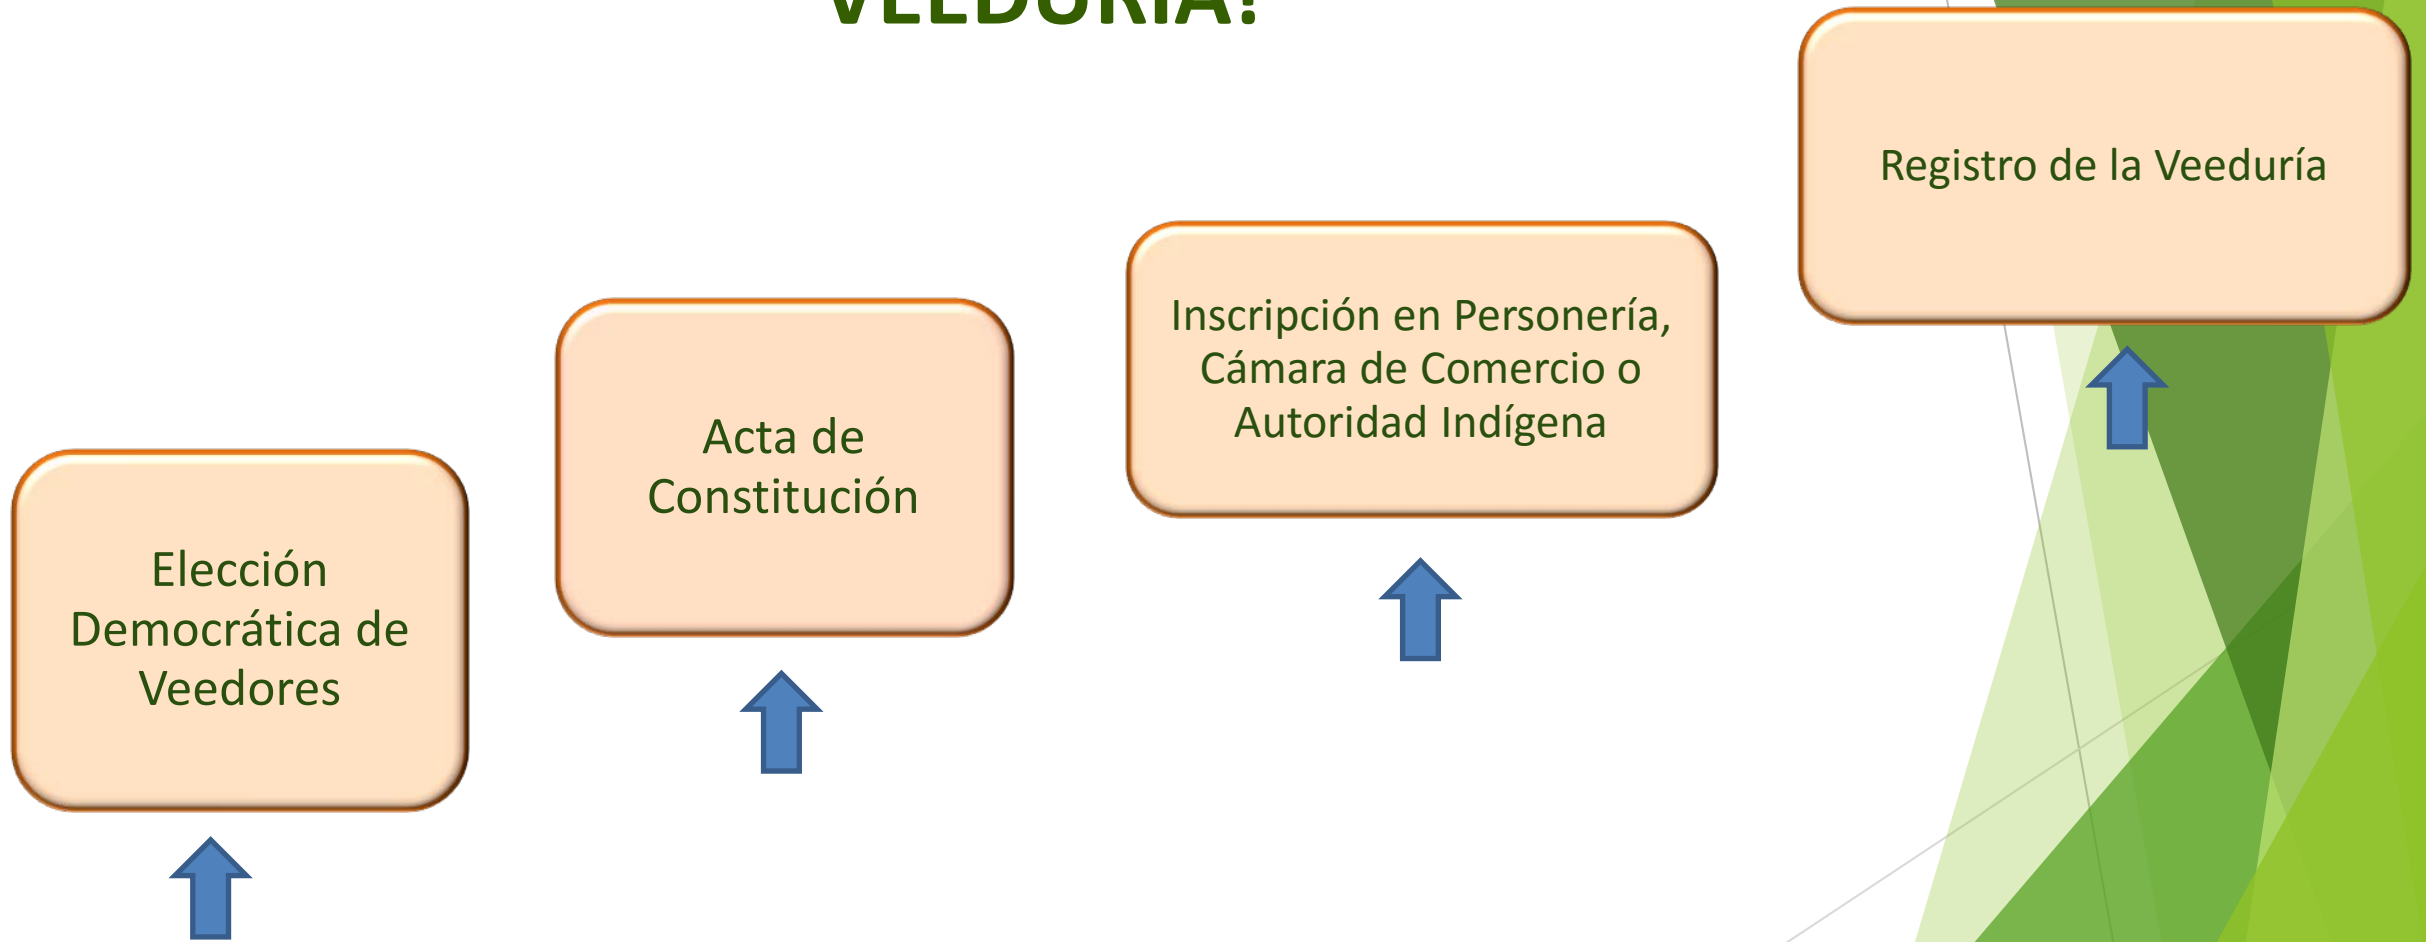 VEEDURÍA?
Elección
Democrática de
Veedores
Acta de
Constitución
Inscripción en Personería,
Cámara de Comercio o
Autoridad Indígena
Registro de la Veeduría